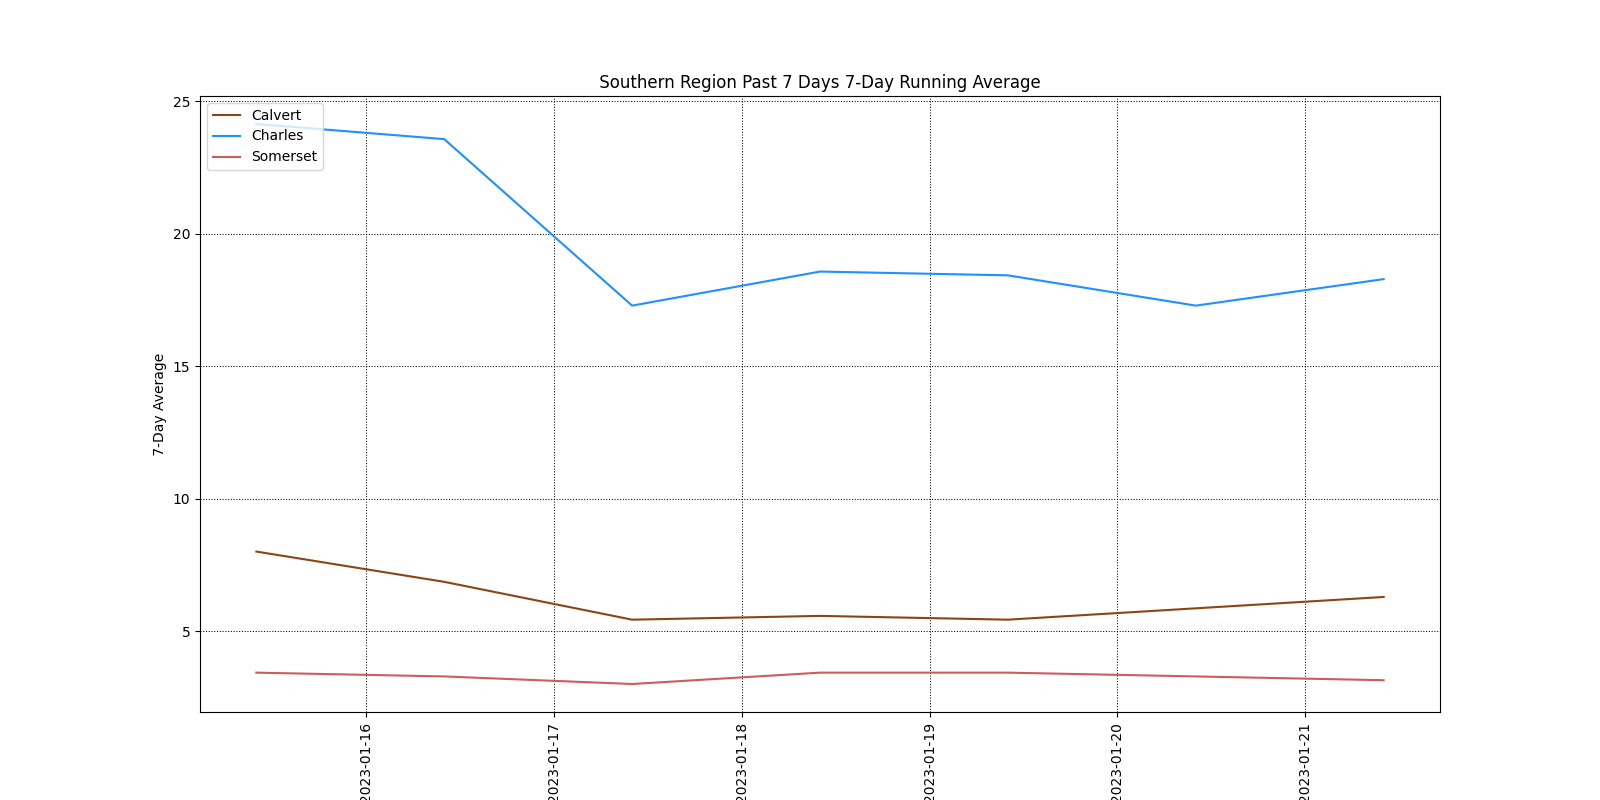 Southern Region Past 7 Days 7-Day Running Average
Calvert
Charles
Somerset
25
20
15
10
5
7-Day Average
2023-01-16
2023-01-17
2023-01-18
2023-01-19
2023-01-20
2023-01-21